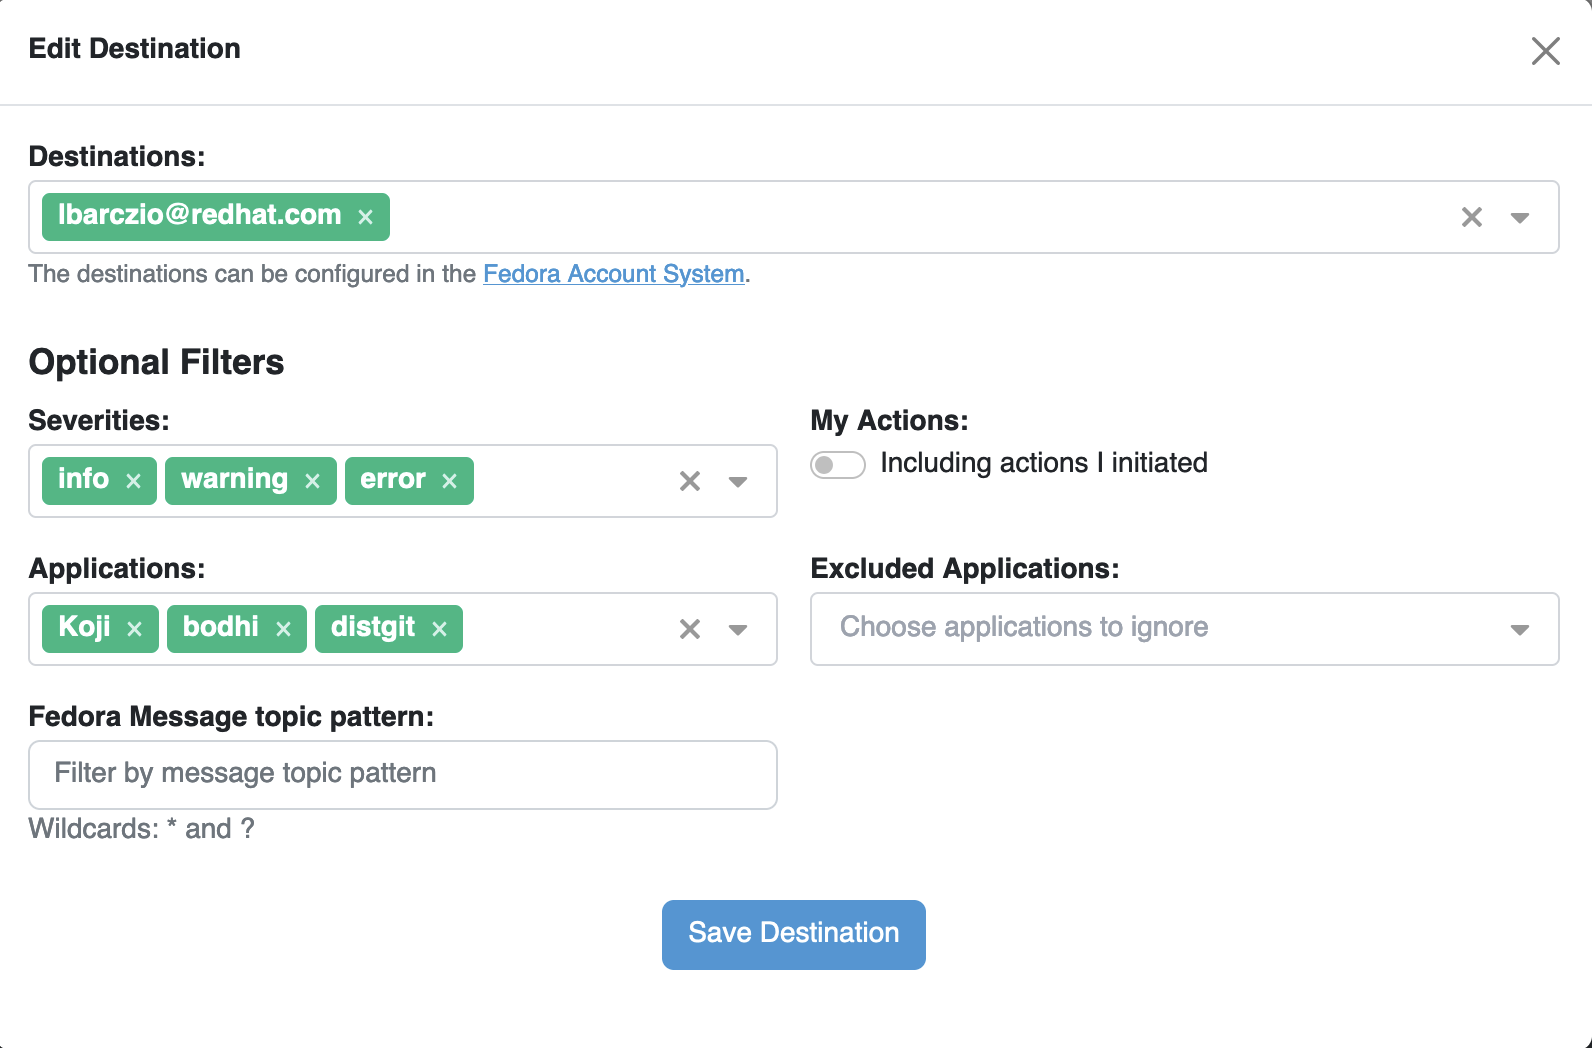 Edit Destination
Destinations:
lbarczio@redhat.com ×
The destinations can be configured in the Fedora Account System.
Optional Filters
Severities:
info × warning × error ×
My Actions:
Including actions I initiated
Applications:
Koji × bodhi × distgit ×
Excluded Applications:
Choose applications to ignore
Fedora Message topic pattern:
Filter by message topic pattern
Wildcards: * and ?
Save Destination